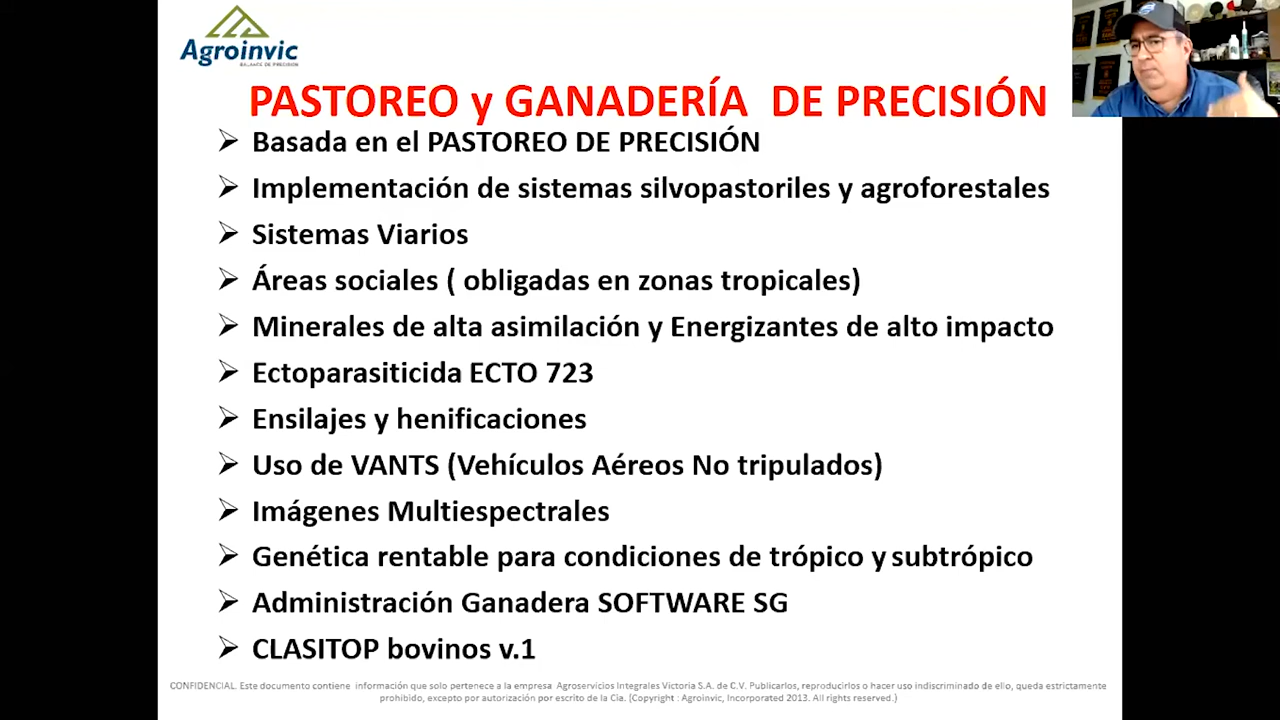 Agroinvic
BALANCE DE PRECISIÓN
PASTOREO y GANADERÍA DE PRECISIÓN
➢ Basada en el PASTOREO DE PRECISIÓN
➢ Implementación de sistemas silvopastoriles y agroforestales
➢ Sistemas Viarios
➢ Áreas sociales ( obligadas en zonas tropicales)
➢ Minerales de alta asimilación y Energizantes de alto impacto
➢ Ectoparasiticida ECTO 723
➢ Ensilajes y henificaciones
➢ Uso de VANTS (Vehículos Aéreos No tripulados)
➢ Imágenes Multiespectrales
➢ Genética rentable para condiciones de trópico y subtrópico
➢ Administración Ganadera SOFTWARE SG
➢ CLASITOP bovinos v.1
CONFIDENCIAL. Este documento contiene información que solo pertenece a la empresa Agroservicios Integrales Victoria S.A. de C.V. Publicarlos, reproducirlos o hacer uso indiscriminado de ello, queda estrictamente
prohibido, excepto por autorización por escrito de la Cía. (Copyright : Agroinvic, Incorporated 2013. All rights reserved.)